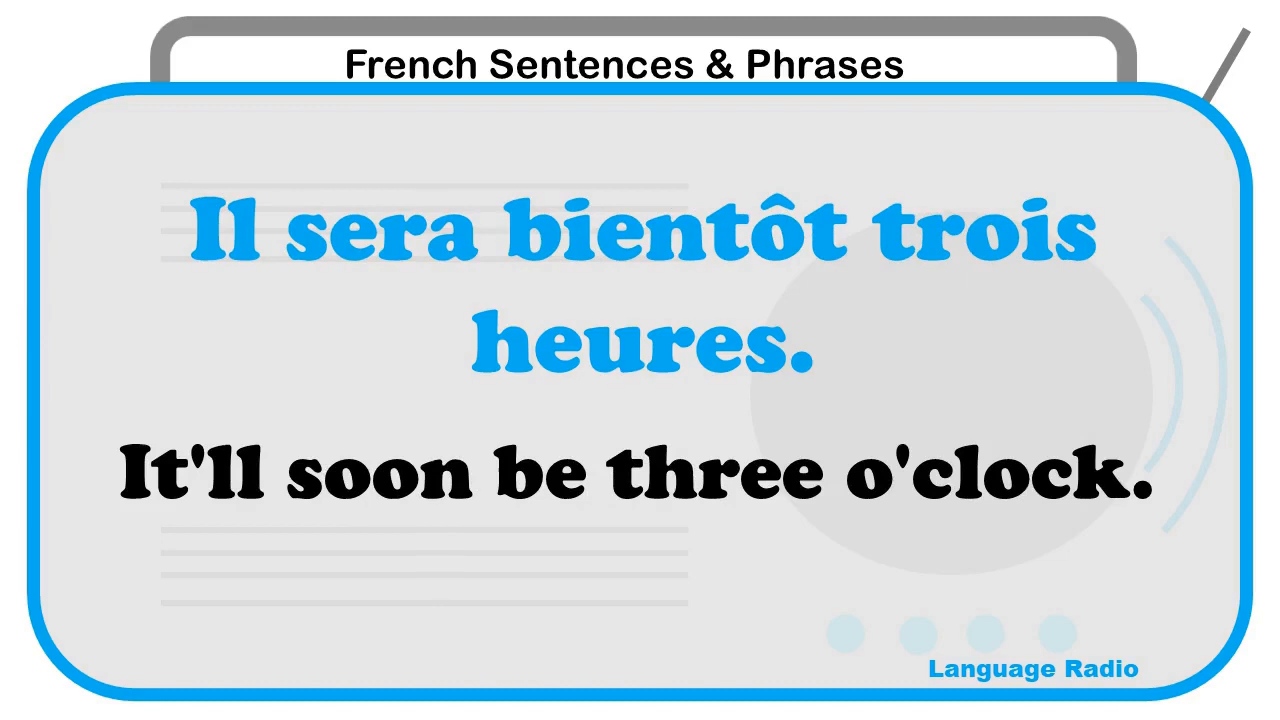 French Sentences & Phrases
Il sera bientôt trois
heures.
It'll soon be three o'clock.
Language Radio